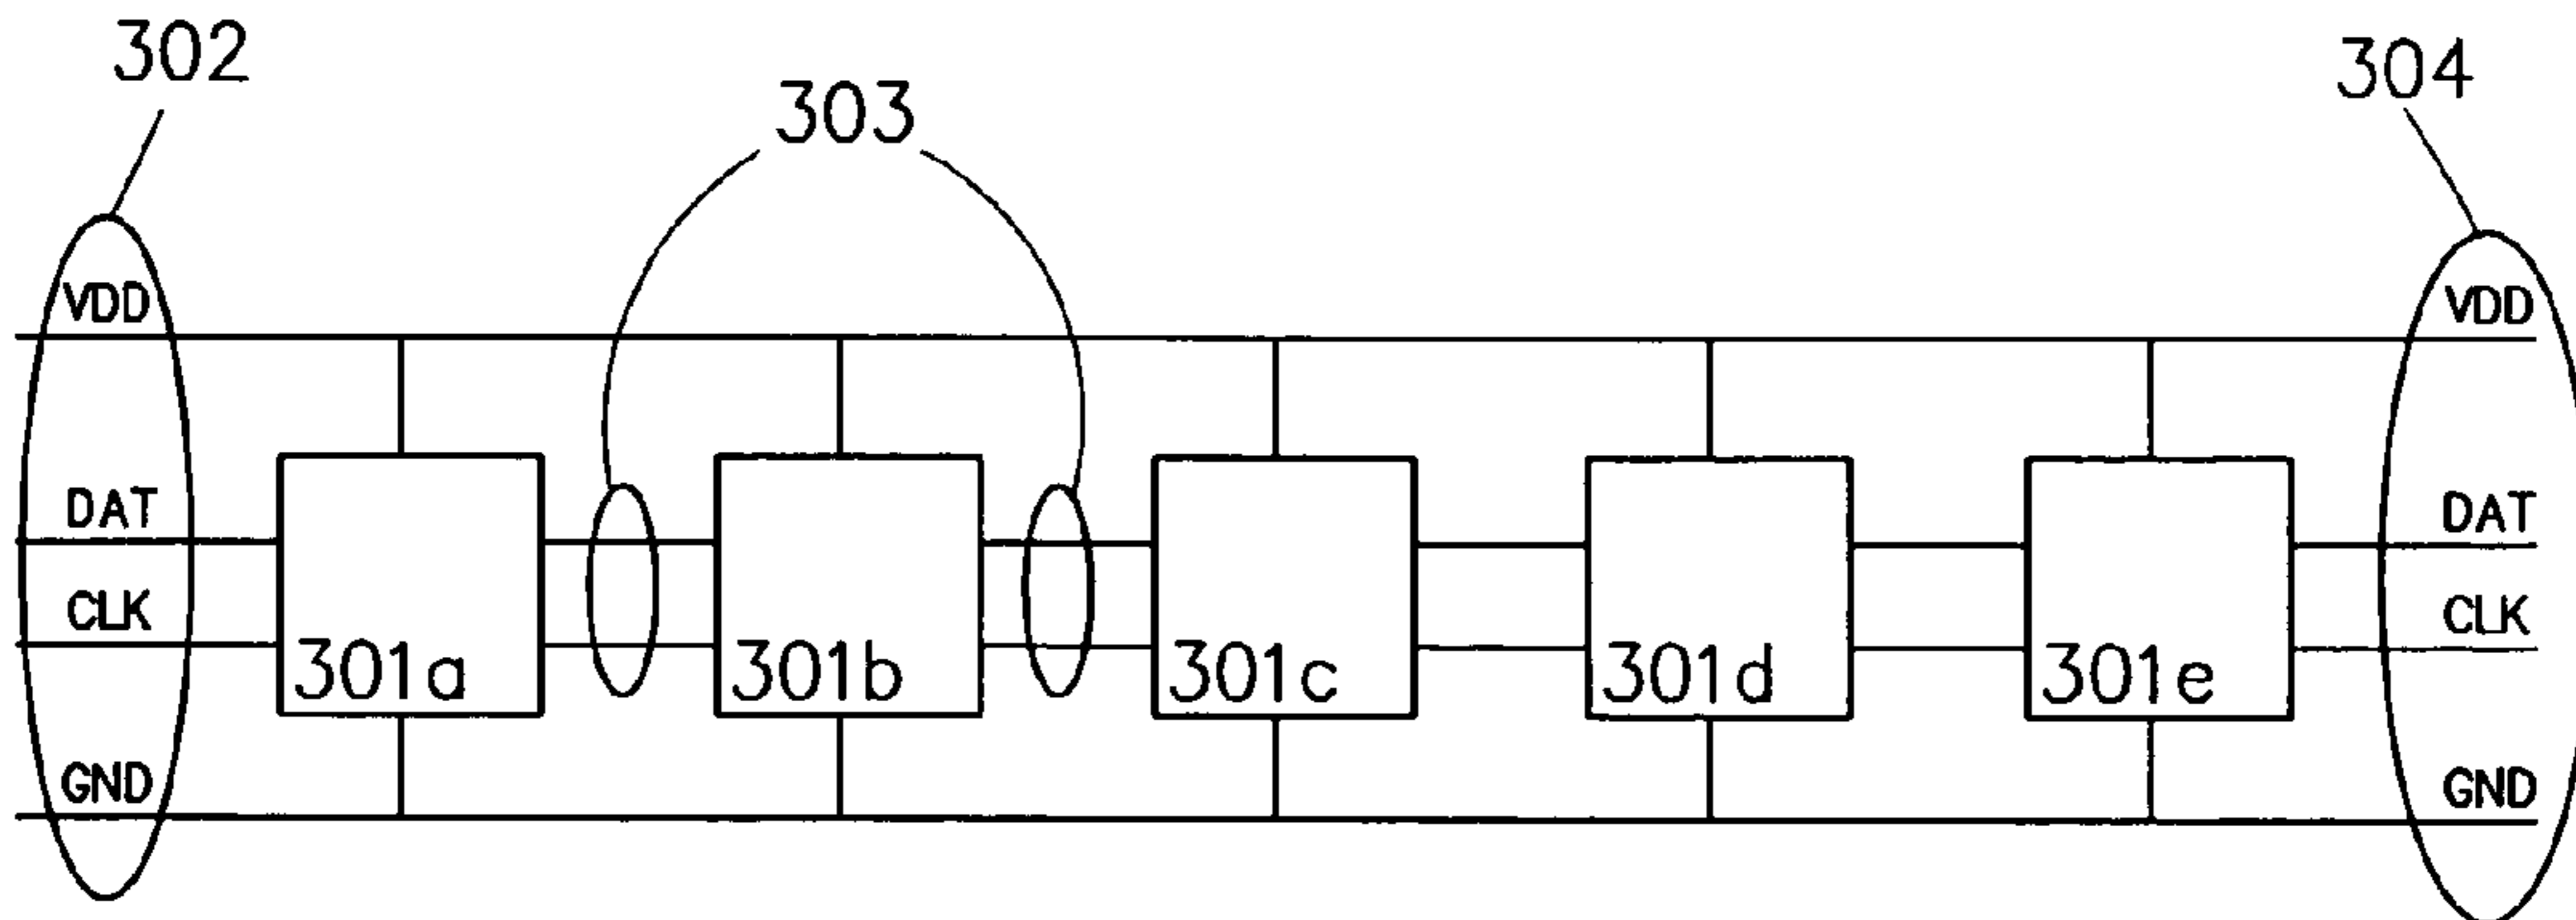 302
303
304
VDD
VDD
DAT
DAT
CLK
CLK
301a
301b
301c
301d
301e
GND
GND